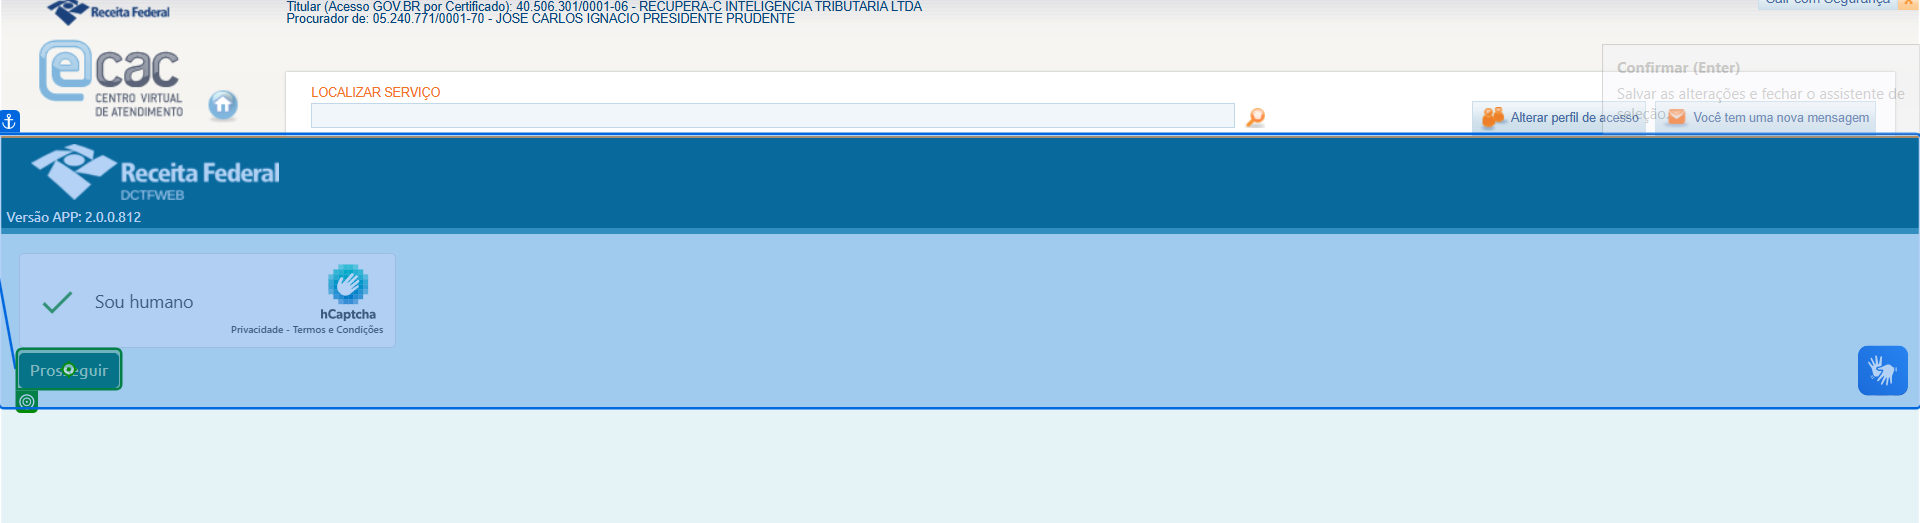 Receita Federal
Titular (Acesso GOV.BR por Certificado): 40.506.301/0001-06 - RECUPERA-C INTELIGENCIA TRIBUTARIA LTDA
Procurador de: 05.240.771/0001-70 - JOSE CARLOS IGNACIO PRESIDENTE PRUDENTE
Sair com Segurança
ecac
CENTRO VIRTUAL
DE ATENDIMENTO
LOCALIZAR SERVIÇO
Confirmar (Enter)
Salvar as alterações e fechar o assistente de
seleção.
Alterar perfil de acesso
Você tem uma nova mensagem
Receita Federal
DCTFWEB
Versão APP: 2.0.0.812
Sou humano
hCaptcha
Privacidade - Termos e Condições
Prosseguir